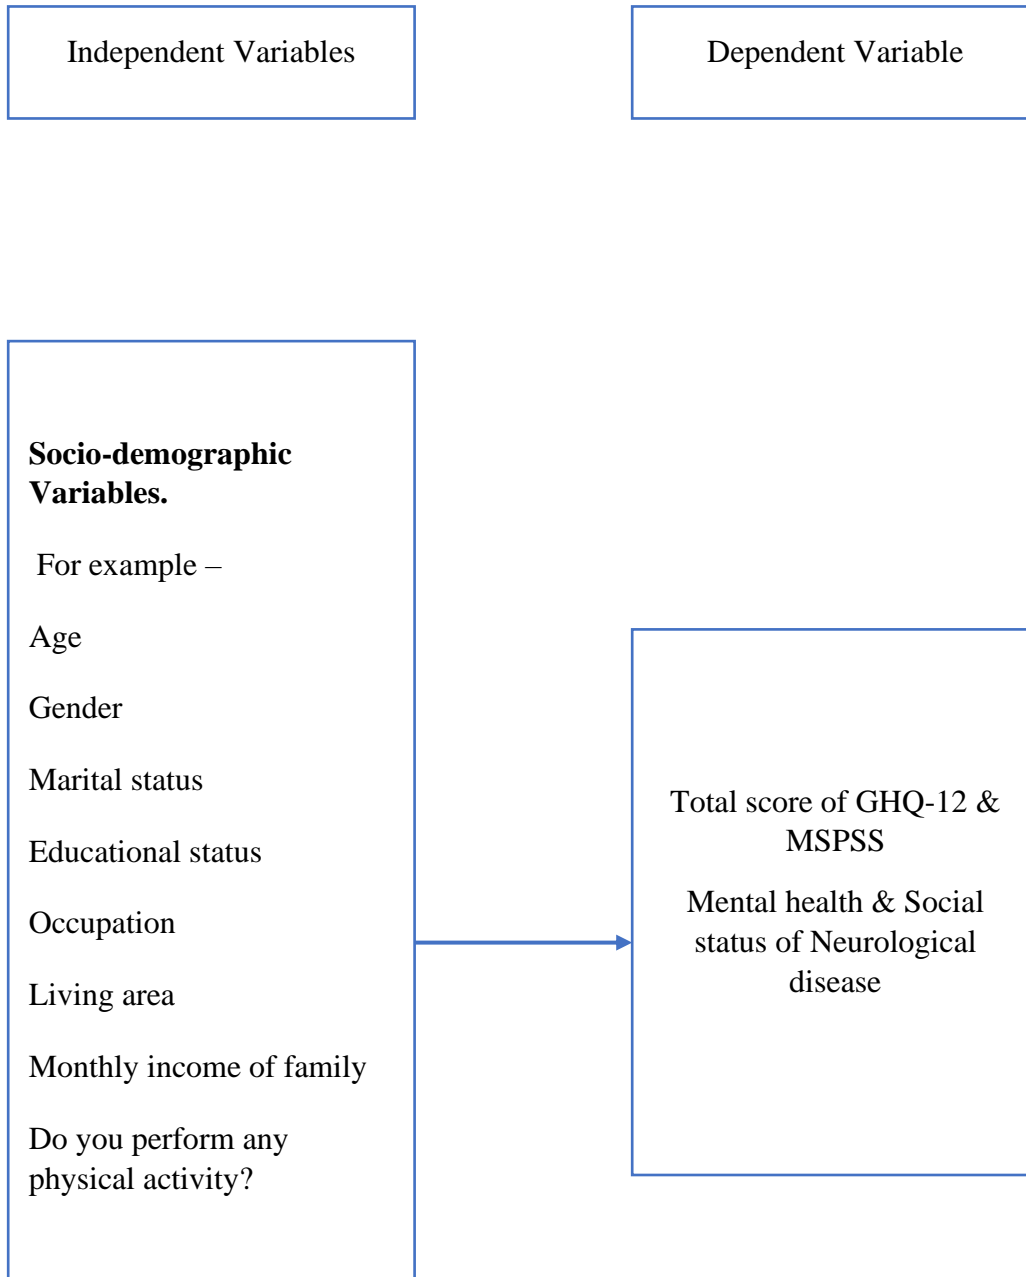 Independent Variables
Dependent Variable
Socio-demographic
Variables.
For example –
Age
Gender
Marital status
Educational status
Occupation
Living area
Monthly income of family
Do you perform any
physical activity?
Total score of GHQ-12 &
MSPSS
Mental health & Social
status of Neurological
disease